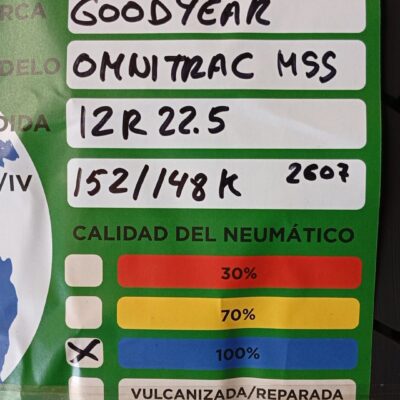 RCA GOODYEAR
DELO OMNITRAC MSS
DIDA 12R 22.5
/IV 152/148K 2607
CALIDAD DEL NEUMÁTICO
30%
70%
X 100%
VULCANIZADA/REPARADA